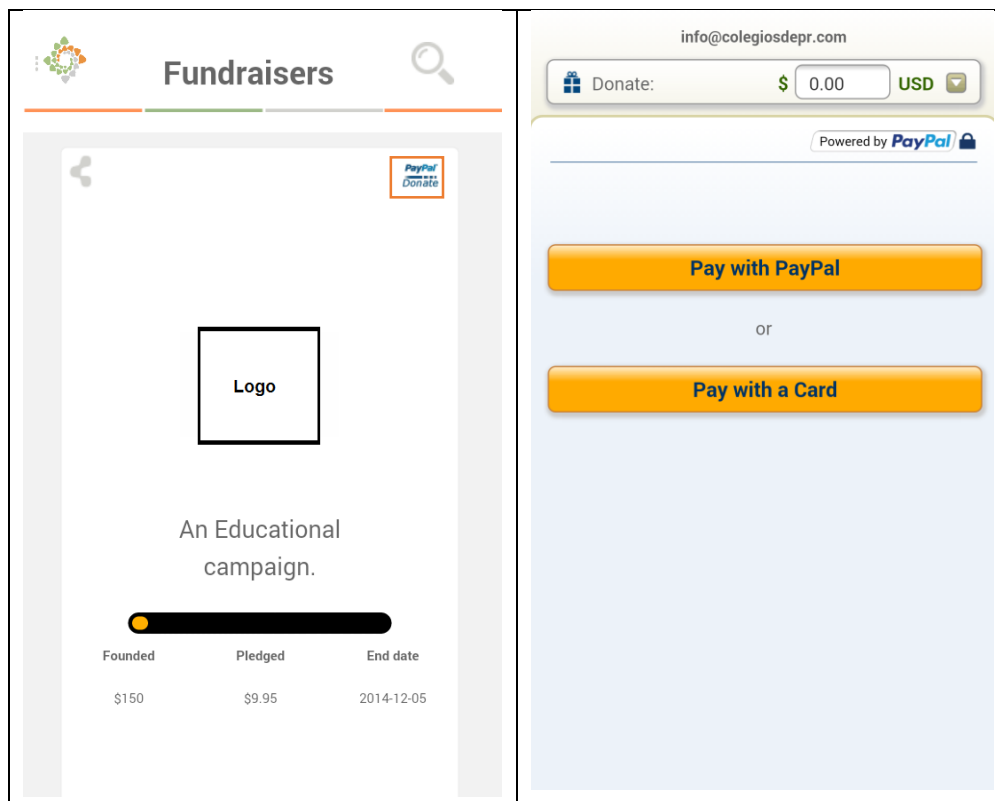 Fundraisers
PayPal
Donate
Logo
An Educational
campaign.
Founded Pledged End date
$150 $9.95 2014-12-05
info@colegiosdepr.com
Donate: $ 0.00 USD
Powered by PayPal
Pay with PayPal
or
Pay with a Card